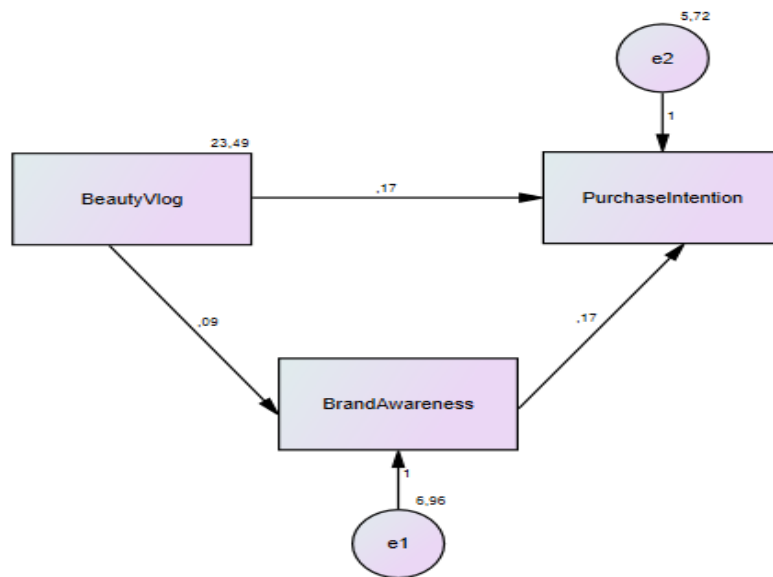 5,72
e2
1
23,49
BeautyVlog
,17
PurchaseIntention
,09
,17
BrandAwareness
1
6,96
e1